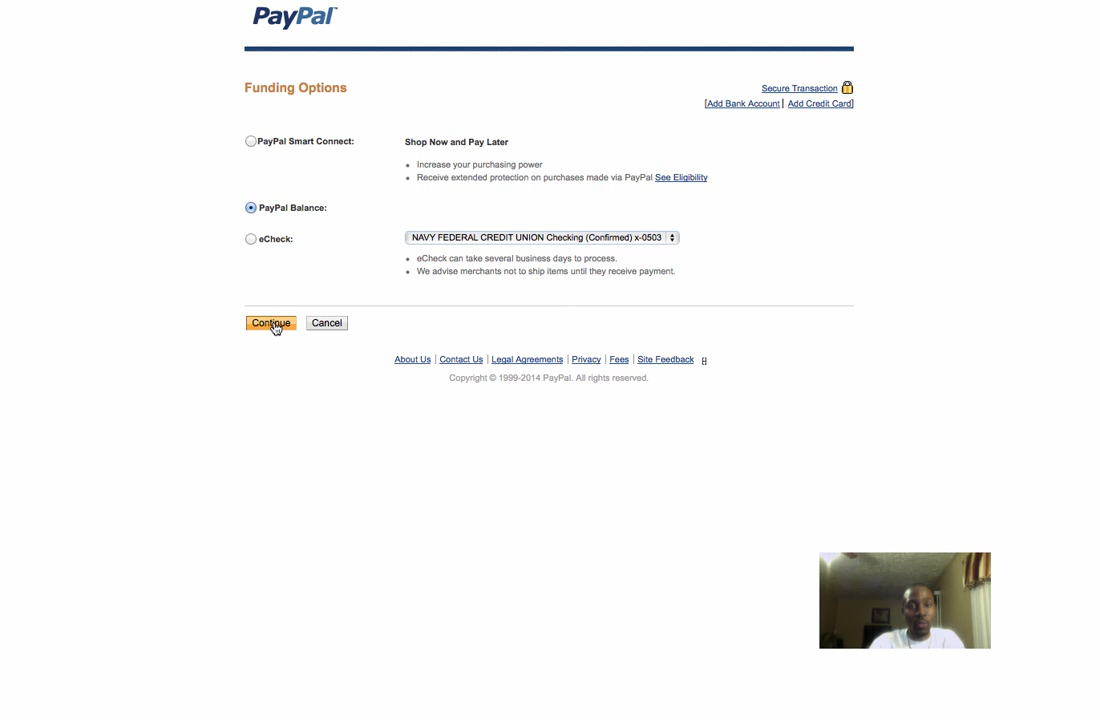 PayPal™
Funding Options
Secure Transaction
[Add Bank Account | Add Credit Card]
PayPal Smart Connect:
Shop Now and Pay Later
• Increase your purchasing power
• Receive extended protection on purchases made via PayPal See Eligibility
PayPal Balance:
eCheck:
NAVY FEDERAL CREDIT UNION Checking (Confirmed) x-0503
• eCheck can take several business days to process.
• We advise merchants not to ship items until they receive payment.
Continue
Cancel
About Us | Contact Us | Legal Agreements | Privacy | Fees | Site Feedback [-]
Copyright © 1999-2014 PayPal. All rights reserved.